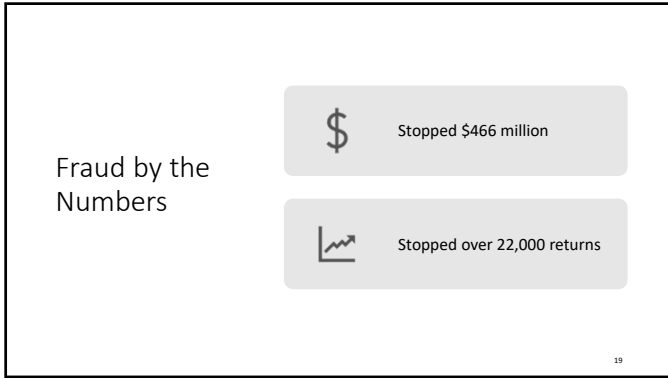 Fraud by the
Numbers
Stopped $466 million
Stopped over 22,000 returns
19